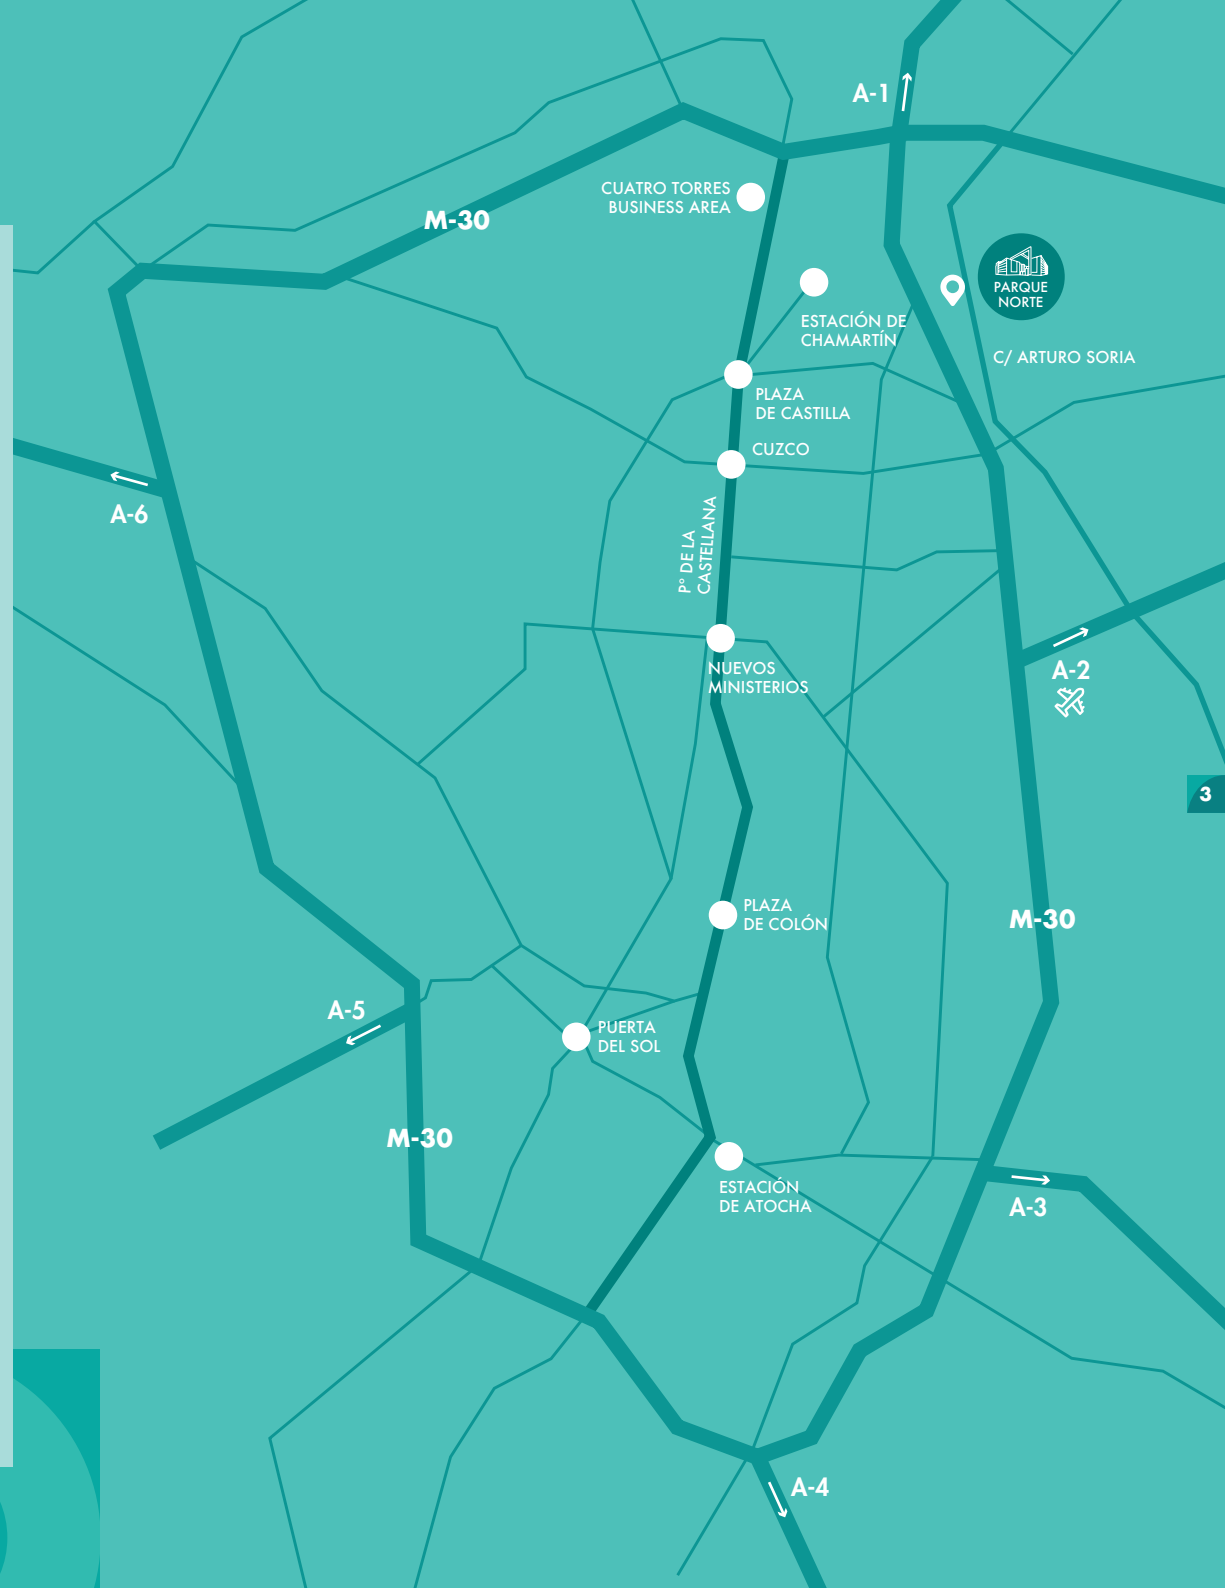 A-1
CUATRO TORRES
BUSINESS AREA
M-30
PARQUE
NORTE
ESTACIÓN DE
CHAMARTÍN
C/ ARTURO SORIA
PLAZA
DE CASTILLA
CUZCO
A-6
Pº DE LA
CASTELLANA
NUEVOS
MINISTERIOS
A-2
3
PLAZA
DE COLÓN
M-30
A-5
PUERTA
DEL SOL
M-30
ESTACIÓN
DE ATOCHA
A-3
A-4